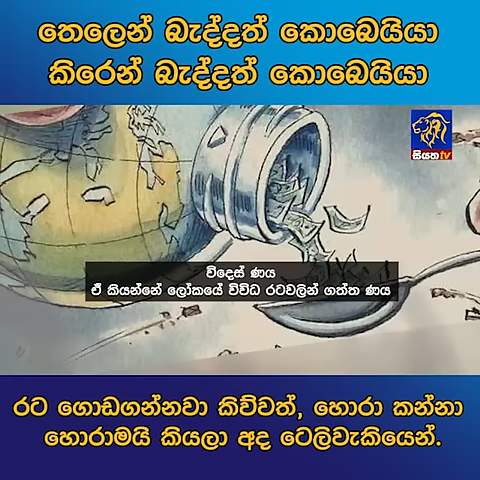 තෙලෙන් බැද්දත් කොබෙයියා
කිරෙන් බැද්දත් කොබෙයියා
සියත tv
විදෙස් ණය
ඒ කියන්නේ ලෝකයේ විවිධ රටවලින් ගත්ත ණය
රට ගොඩගන්නවා කිව්වත්, හොරා කන්නා
හොරාමයි කියලා අද ටෙලිවැකියෙන්.